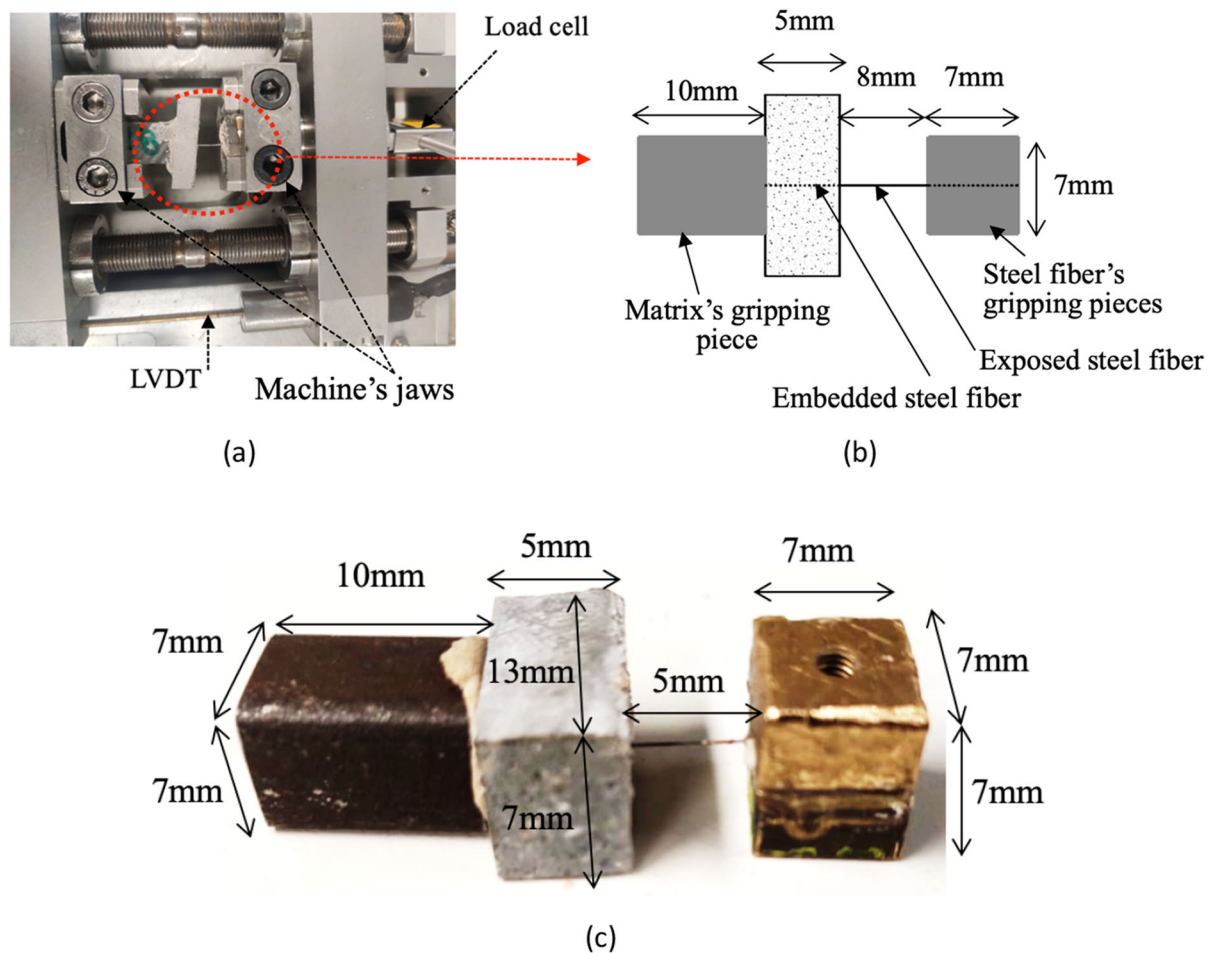 Load cell
LVDT
Machine's jaws
(a)
5mm
10mm
8mm
7mm
7mm
Matrix's gripping
piece
Steel fiber's
gripping pieces
Exposed steel fiber
Embedded steel fiber
(b)
5mm
7mm
10mm
7mm
13mm
5mm
7mm
7mm
7mm
7mm
(c)